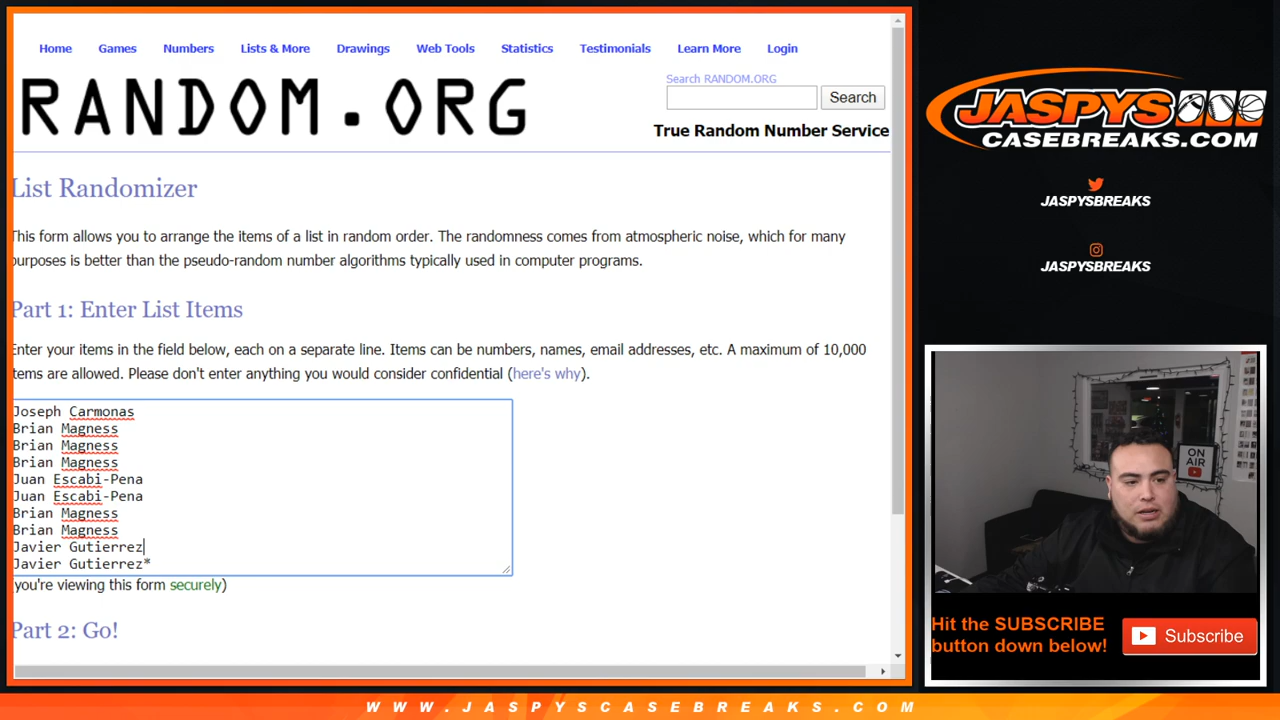 Home Games Numbers Lists & More Drawings Web Tools Statistics Testimonials Learn More Login
RANDOM.ORG
Search RANDOM.ORG
Search
True Random Number Service
List Randomizer
This form allows you to arrange the items of a list in random order. The randomness comes from atmospheric noise, which for many
purposes is better than the pseudo-random number algorithms typically used in computer programs.
Part 1: Enter List Items
Enter your items in the field below, each on a separate line. Items can be numbers, names, email addresses, etc. A maximum of 10,000
items are allowed. Please don't enter anything you would consider confidential (here's why).
Joseph Carmonas
Brian Magness
Brian Magness
Brian Magness
Juan Escabi-Pena
Juan Escabi-Pena
Brian Magness
Brian Magness
Javier Gutierrez
Javier Gutierrez*
(you're viewing this form securely)
Part 2: Go!
JASPYS
CASEBREAKS.COM
JASPYSBREAKS
JASPYSBREAKS
ON
AIR
Hit the SUBSCRIBE
button down below!
Subscribe
WWW.JASPYSCASEBREAKS.COM